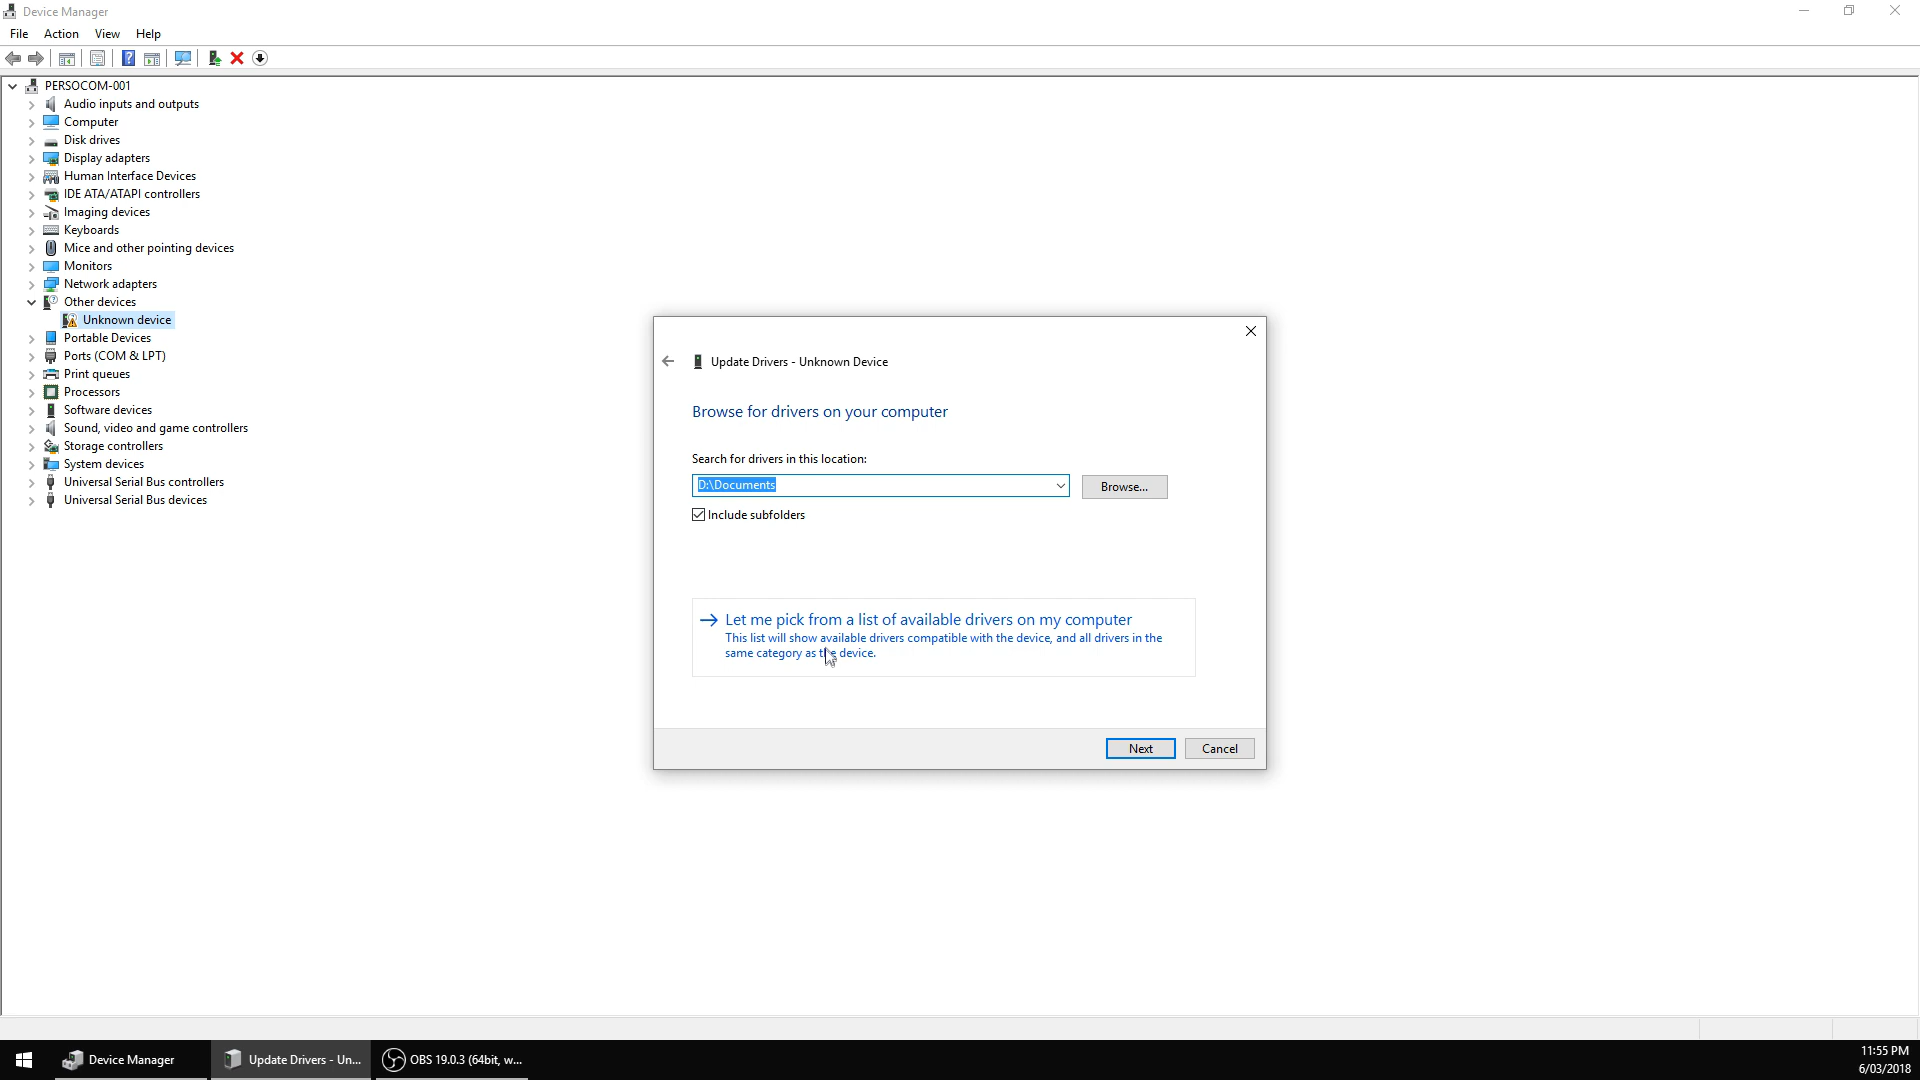 Device Manager
File Action View Help
PERSOCOM-001
Audio inputs and outputs
Computer
Disk drives
Display adapters
Human Interface Devices
IDE ATA/ATAPI controllers
Imaging devices
Keyboards
Mice and other pointing devices
Monitors
Network adapters
Other devices
Unknown device
Portable Devices
Ports (COM & LPT)
Print queues
Processors
Software devices
Sound, video and game controllers
Storage controllers
System devices
Universal Serial Bus controllers
Universal Serial Bus devices
Update Drivers - Unknown Device
Browse for drivers on your computer
Search for drivers in this location:
D:\Documents
Browse...
Include subfolders
Let me pick from a list of available drivers on my computer
This list will show available drivers compatible with the device, and all drivers in the
same category as the device.
Next Cancel
Device Manager
Update Drivers - Un...
OBS 19.0.3 (64bit, w...
11:55 PM
6/03/2018